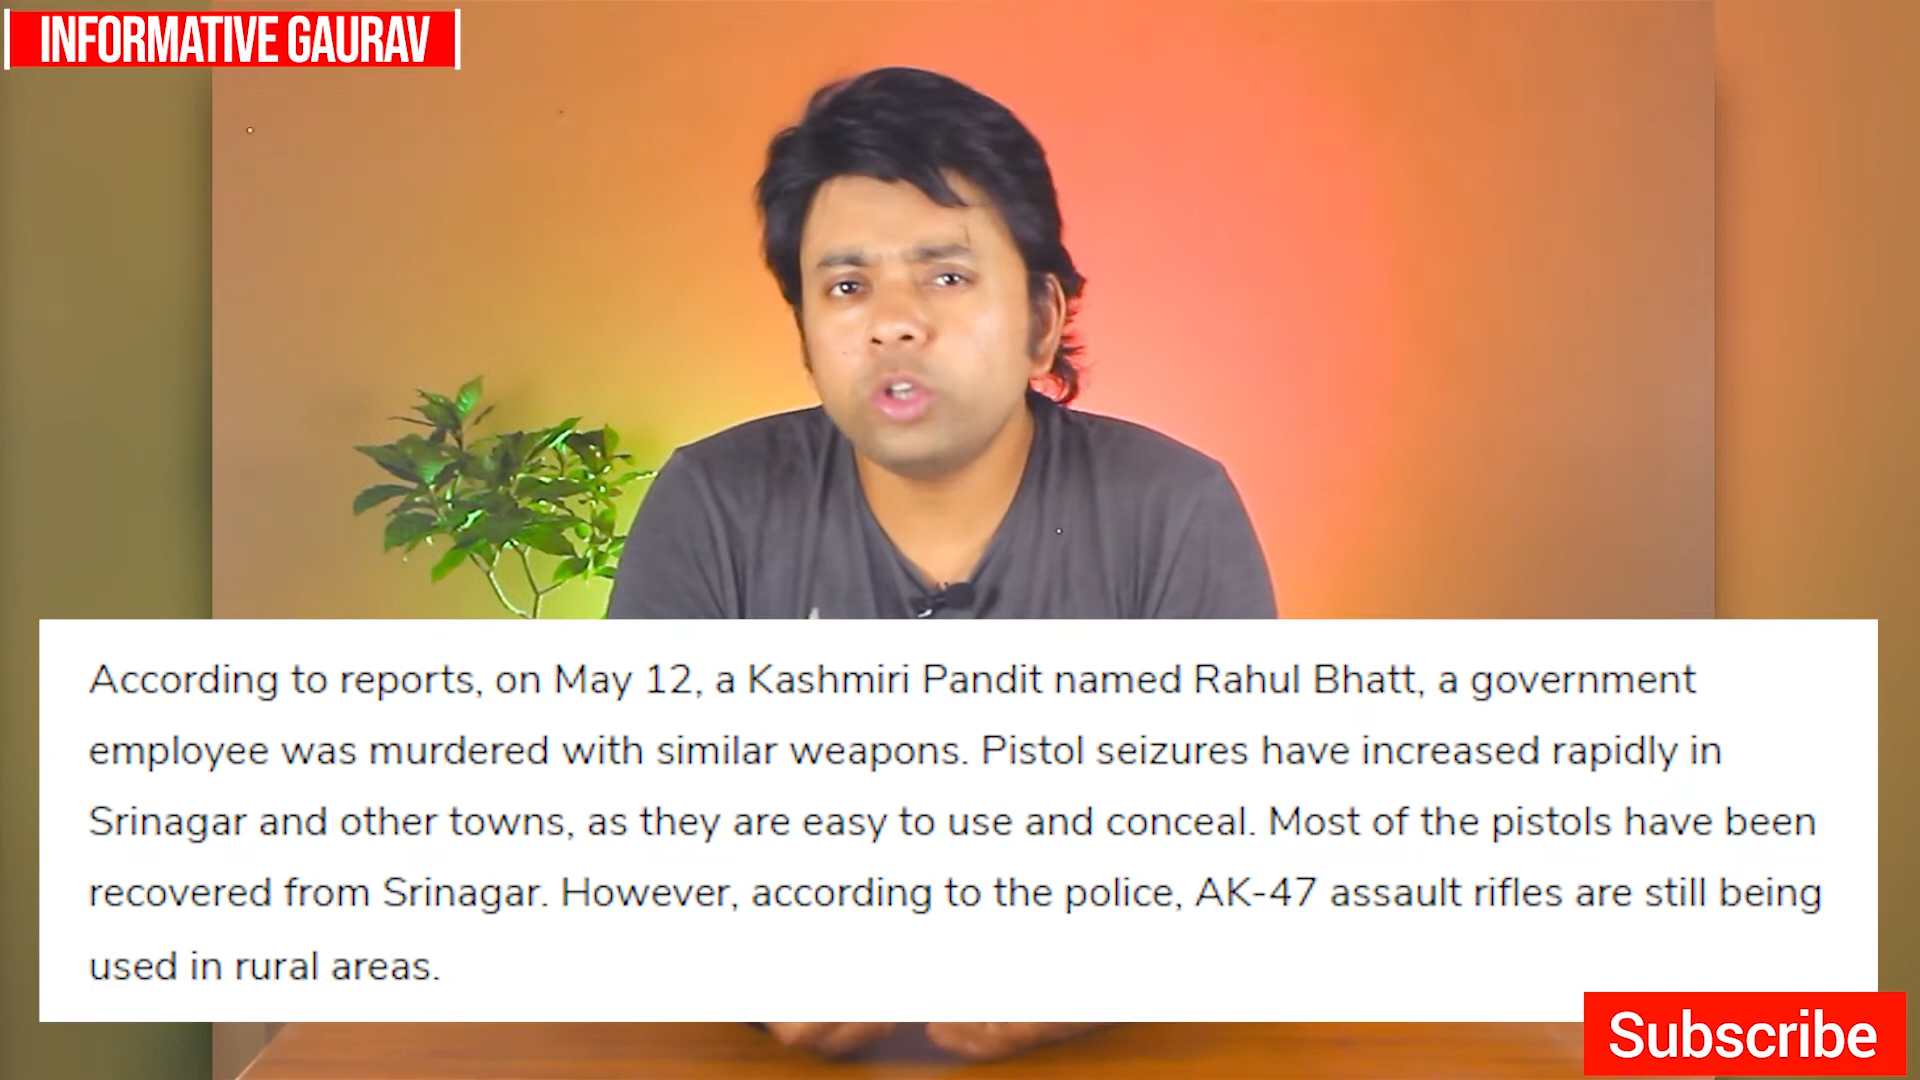 INFORMATIVE GAURAV
According to reports, on May 12, a Kashmiri Pandit named Rahul Bhatt, a government
employee was murdered with similar weapons. Pistol seizures have increased rapidly in
Srinagar and other towns, as they are easy to use and conceal. Most of the pistols have been
recovered from Srinagar. However, according to the police, AK-47 assault rifles are still being
used in rural areas.
Subscribe